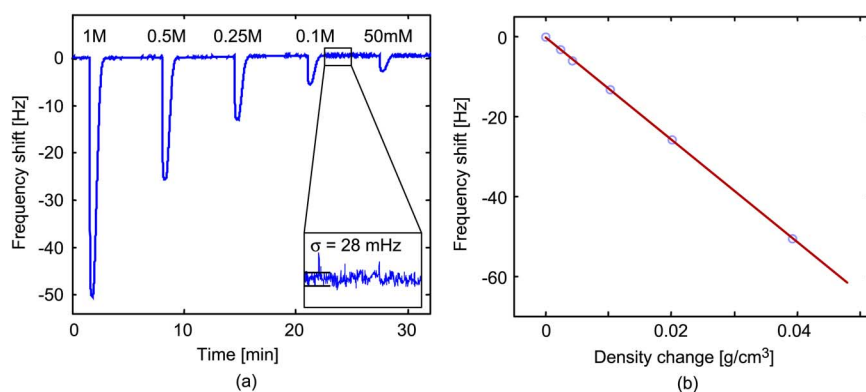 1M 0.5M 0.25M 0.1M 50mM
0
-10
-20
-30
-40
-50
Frequency shift [Hz]
σ = 28 mHz
0 10 20 30
Time [min]
(a)
0
-20
-40
-60
Frequency shift [Hz]
0 0.02 0.04
Density change [g/cm³]
(b)